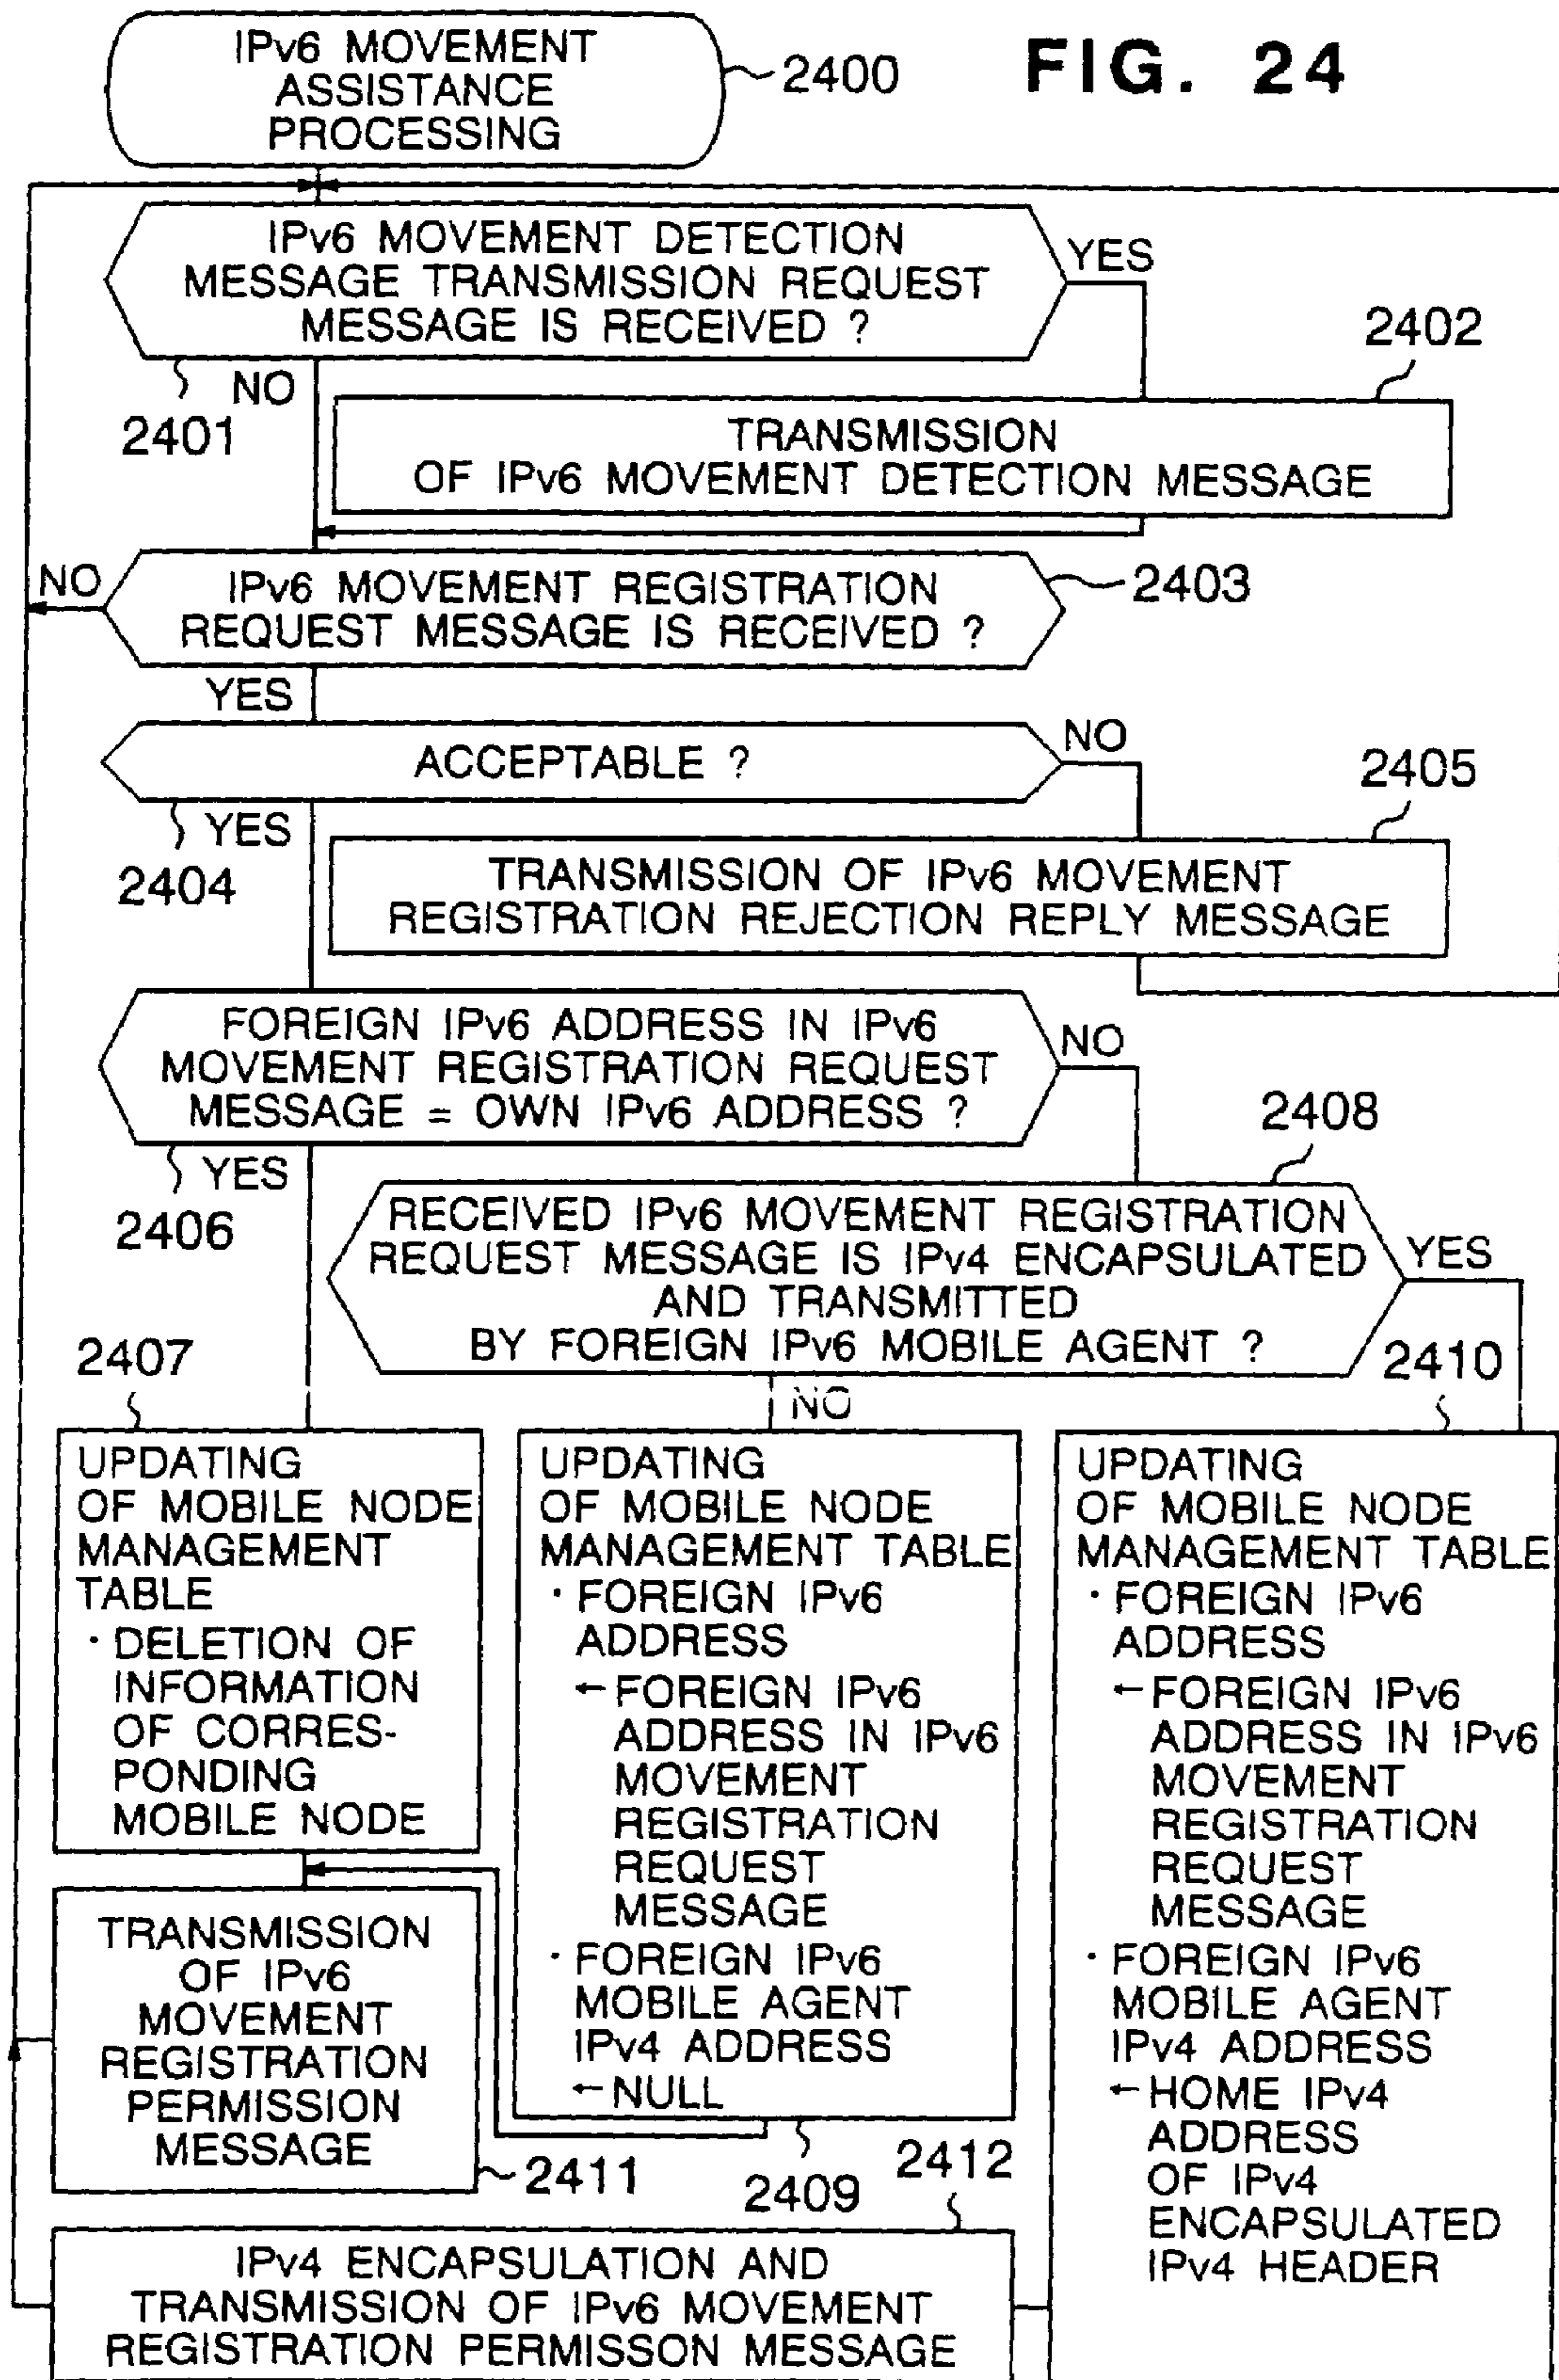 FIG. 24
IPv6 MOVEMENT
ASSISTANCE
PROCESSING
2400
IPv6 MOVEMENT DETECTION
MESSAGE TRANSMISSION REQUEST
MESSAGE IS RECEIVED ?
YES
NO
2401
2402
TRANSMISSION
OF IPv6 MOVEMENT DETECTION MESSAGE
NO
IPv6 MOVEMENT REGISTRATION
REQUEST MESSAGE IS RECEIVED ?
2403
YES
ACCEPTABLE ?
NO
YES
2404
2405
TRANSMISSION OF IPv6 MOVEMENT
REGISTRATION REJECTION REPLY MESSAGE
FOREIGN IPv6 ADDRESS IN IPv6
MOVEMENT REGISTRATION REQUEST
MESSAGE = OWN IPv6 ADDRESS ?
NO
YES
2406
2408
RECEIVED IPv6 MOVEMENT REGISTRATION
REQUEST MESSAGE IS IPv4 ENCAPSULATED
AND TRANSMITTED
BY FOREIGN IPv6 MOBILE AGENT ?
YES
NO
2407
UPDATING
OF MOBILE NODE
MANAGEMENT
TABLE
· DELETION OF
INFORMATION
OF CORRES-
PONDING
MOBILE NODE
UPDATING
OF MOBILE NODE
MANAGEMENT TABLE
· FOREIGN IPv6
ADDRESS
← FOREIGN IPv6
ADDRESS IN IPv6
MOVEMENT
REGISTRATION
REQUEST
MESSAGE
· FOREIGN IPv6
MOBILE AGENT
IPv4 ADDRESS
← NULL
2409
2410
UPDATING
OF MOBILE NODE
MANAGEMENT TABLE
· FOREIGN IPv6
ADDRESS
← FOREIGN IPv6
ADDRESS IN IPv6
MOVEMENT
REGISTRATION
REQUEST
MESSAGE
· FOREIGN IPv6
MOBILE AGENT
IPv4 ADDRESS
← HOME IPv4
ADDRESS
OF IPv4
ENCAPSULATED
IPv4 HEADER
TRANSMISSION
OF IPv6
MOVEMENT
REGISTRATION
PERMISSION
MESSAGE
2411
2412
IPv4 ENCAPSULATION AND
TRANSMISSION OF IPv6 MOVEMENT
REGISTRATION PERMISSON MESSAGE